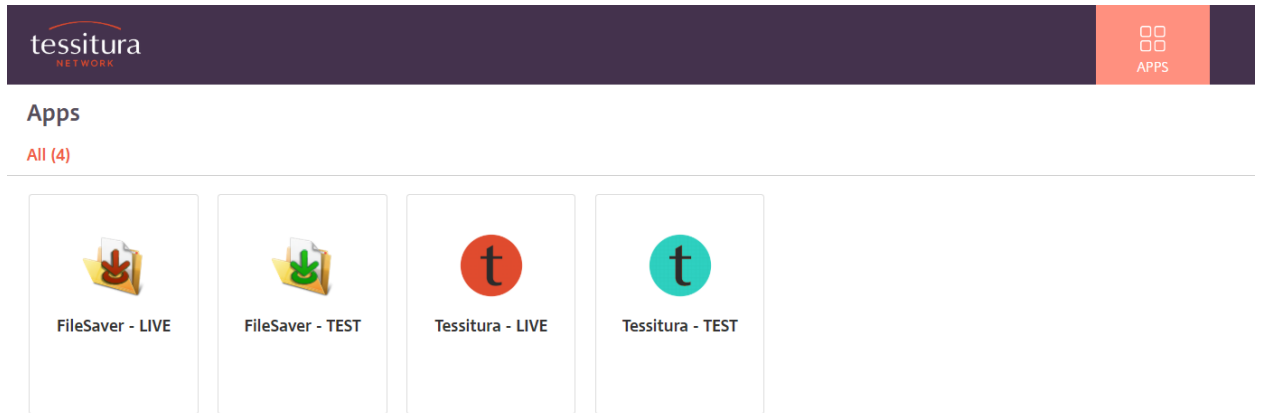 tessitura
NETWORK
APPS
Apps
All (4)
t
t
FileSaver - LIVE
FileSaver - TEST
Tessitura - LIVE
Tessitura - TEST